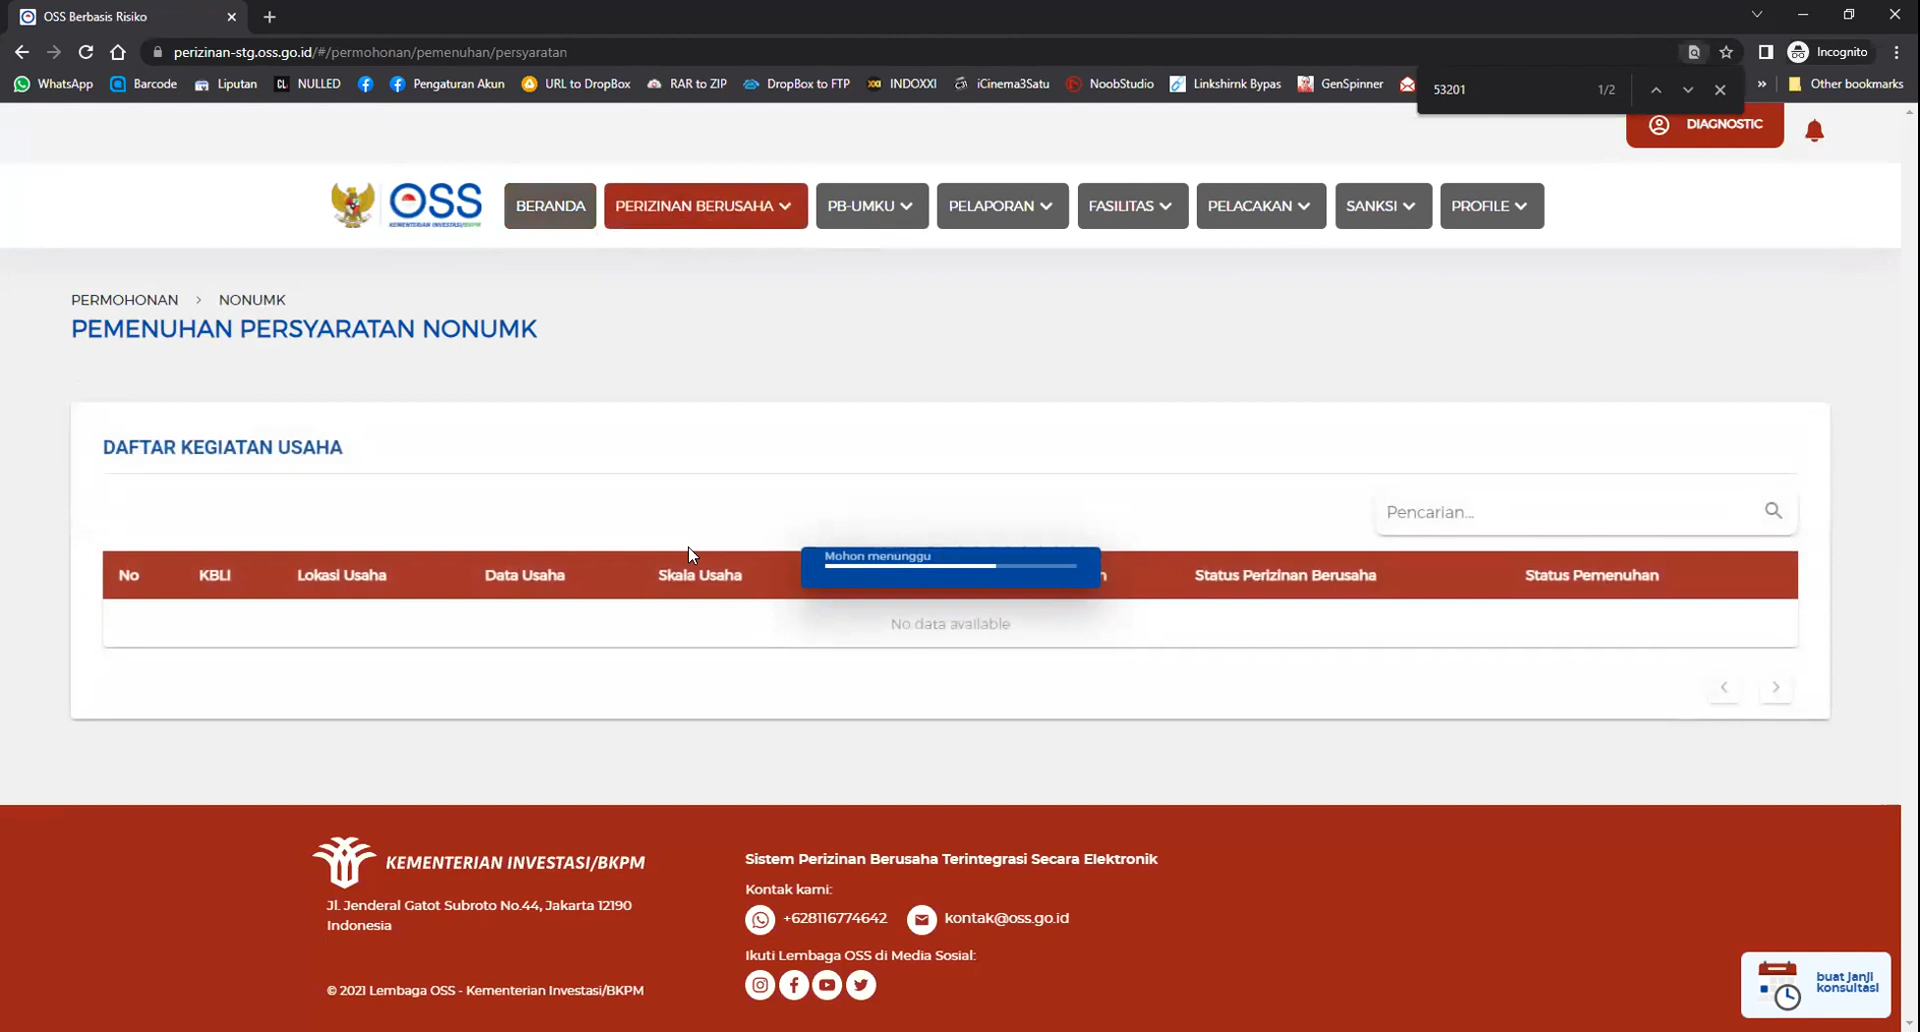 OSS Berbasis Risiko
perizinan-stg.oss.go.id/#/permohonan/pemenuhan/persyaratan
Incognito
WhatsApp
Barcode
Liputan
CL NULLED
Pengaturan Akun
URL to DropBox
RAR to ZIP
DropBox to FTP
INDOXXI
iCinema3Satu
NoobStudio
Linkshirnk Bypas
GenSpinner
53201 1/2
» Other bookmarks
DIAGNOSTIC
OSS
KEMENTERIAN INVESTASI/BKPM
BERANDA
PERIZINAN BERUSAHA
PB-UMKU
PELAPORAN
FASILITAS
PELACAKAN
SANKSI
PROFILE
PERMOHONAN > NONUMK
PEMENUHAN PERSYARATAN NONUMK
DAFTAR KEGIATAN USAHA
Pencarian...
Mohon menunggu
No KBLI Lokasi Usaha Data Usaha Skala Usaha Status Perizinan Berusaha Status Pemenuhan
No data available
KEMENTERIAN INVESTASI/BKPM
Jl. Jenderal Gatot Subroto No.44, Jakarta 12190
Indonesia
© 2021 Lembaga OSS - Kementerian Investasi/BKPM
Sistem Perizinan Berusaha Terintegrasi Secara Elektronik
Kontak kami:
+628116774642 kontak@oss.go.id
Ikuti Lembaga OSS di Media Sosial:
buat janji
konsultasi